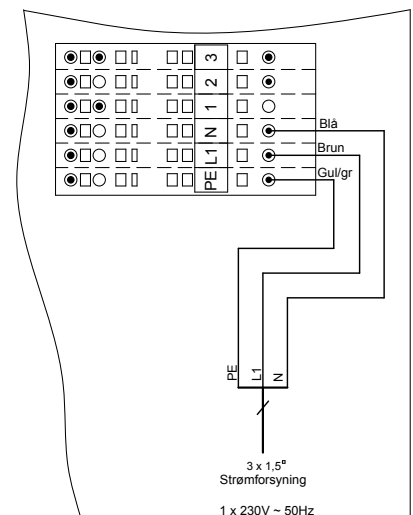 3
2
1
N
L1
PE
Blå
Brun
Gul/gr
PE
L1
N
3 x 1,5¤
Strømforsyning
1 x 230V ~ 50Hz